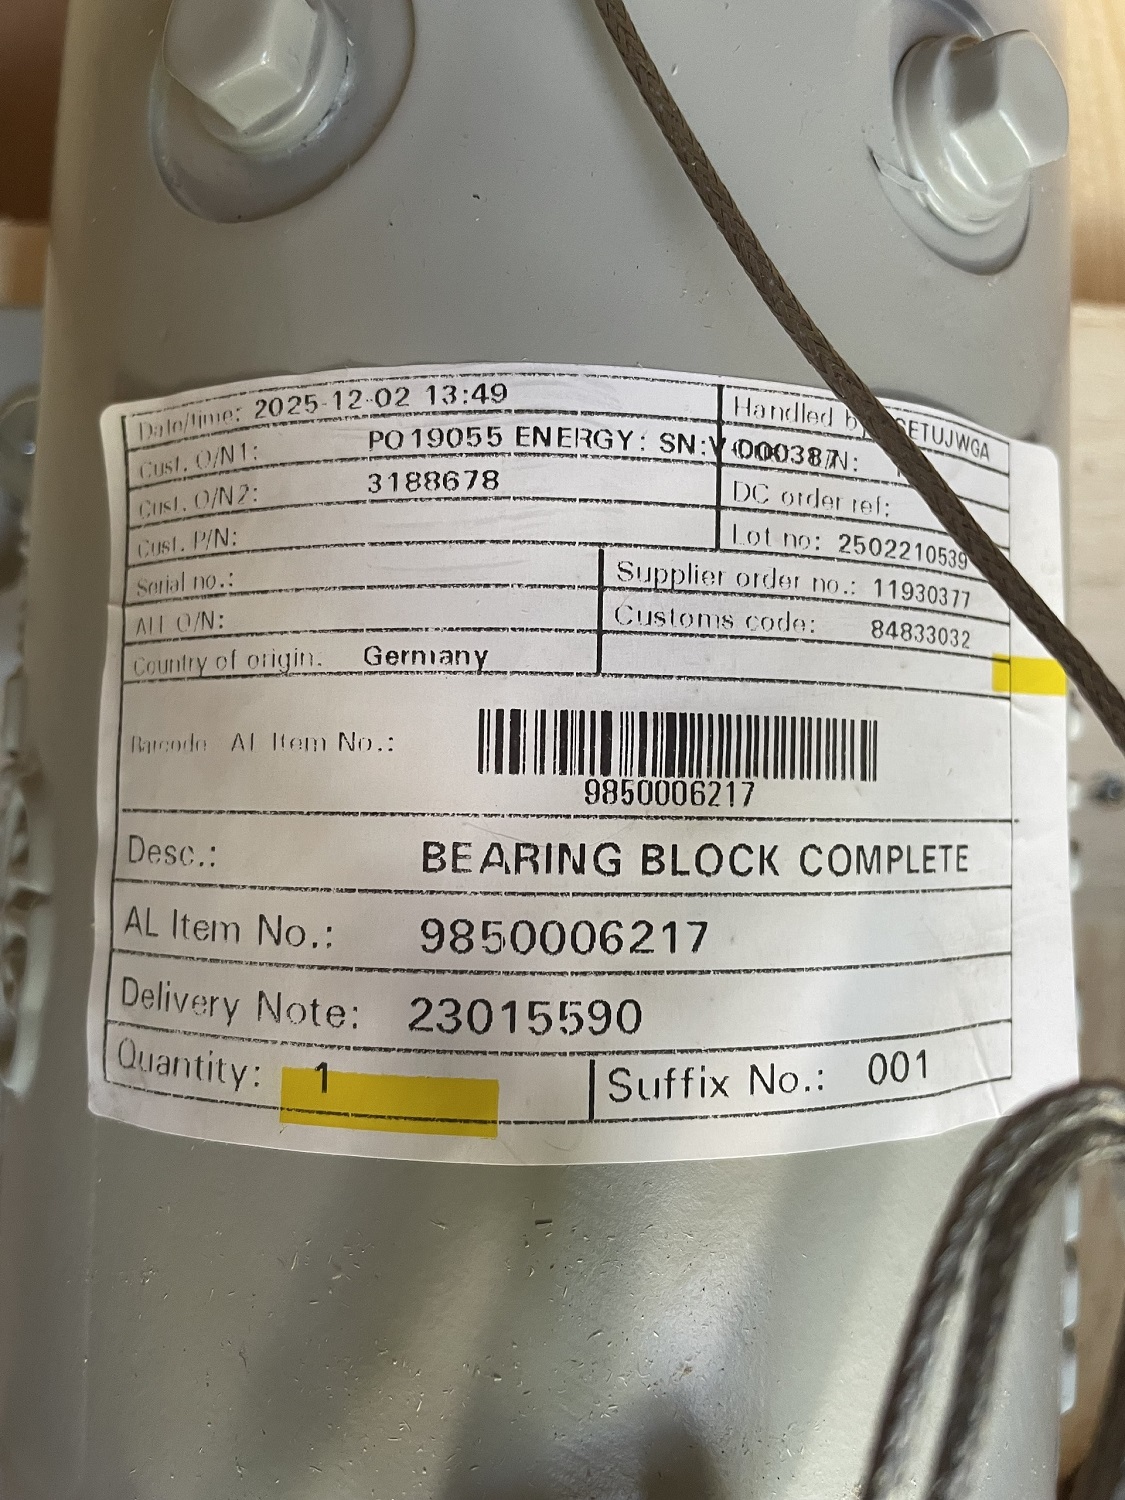 Date/time: 2025-12-02 13:49
Handled
Cust. O/N1: PO19055 ENERGY: SN:V
Cust. O/N2: 3188678
DC order ref:
Cust. P/N:
Lot no: 2502210539
Serial no.:
Supplier order no.: 11930377
Customs code: 84833032
Country of origin: Germany
Barcode AL Item No.:
9850006217
Desc.: BEARING BLOCK COMPLETE
AL Item No.: 9850006217
Delivery Note: 23015590
Quantity: 1
Suffix No.: 001